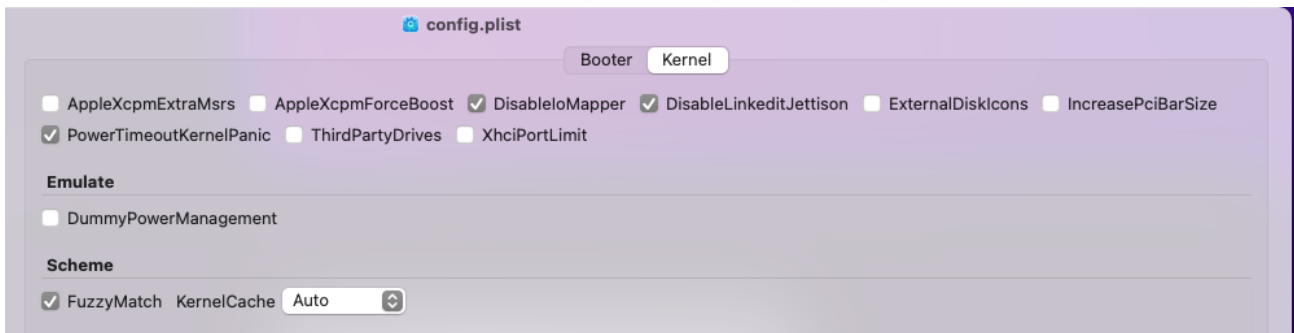 config.plist
Booter Kernel
AppleXcpmExtraMsrs AppleXcpmForceBoost DisableIoMapper DisableLinkeditJettison ExternalDiskIcons IncreasePciBarSize
PowerTimeoutKernelPanic ThirdPartyDrives XhciPortLimit
Emulate
DummyPowerManagement
Scheme
FuzzyMatch KernelCache Auto